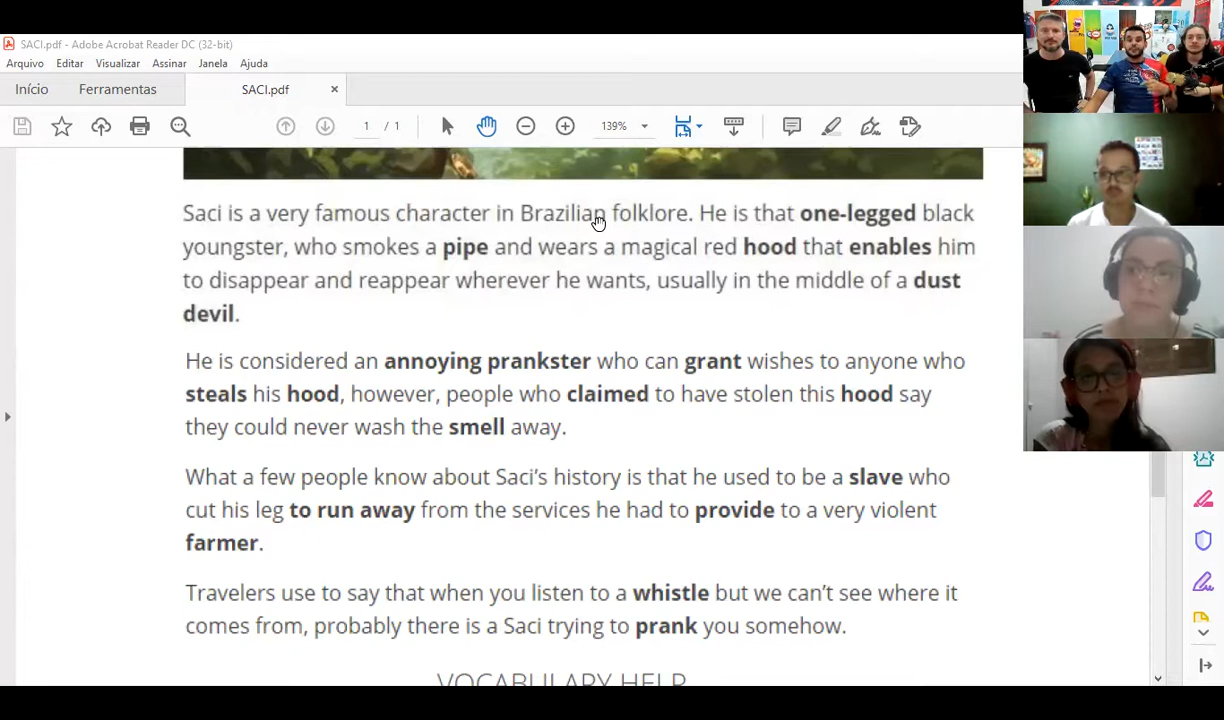 SACI.pdf - Adobe Acrobat Reader DC (32-bit)
Arquivo Editar Visualizar Assinar Janela Ajuda
Início Ferramentas SACI.pdf ×
1 / 1 139%
Saci is a very famous character in Brazilian folklore. He is that one-legged black
youngster, who smokes a pipe and wears a magical red hood that enables him
to disappear and reappear wherever he wants, usually in the middle of a dust
devil.
He is considered an annoying prankster who can grant wishes to anyone who
steals his hood, however, people who claimed to have stolen this hood say
they could never wash the smell away.
What a few people know about Saci's history is that he used to be a slave who
cut his leg to run away from the services he had to provide to a very violent
farmer.
Travelers use to say that when you listen to a whistle but we can't see where it
comes from, probably there is a Saci trying to prank you somehow.
VOCABULARY HELP